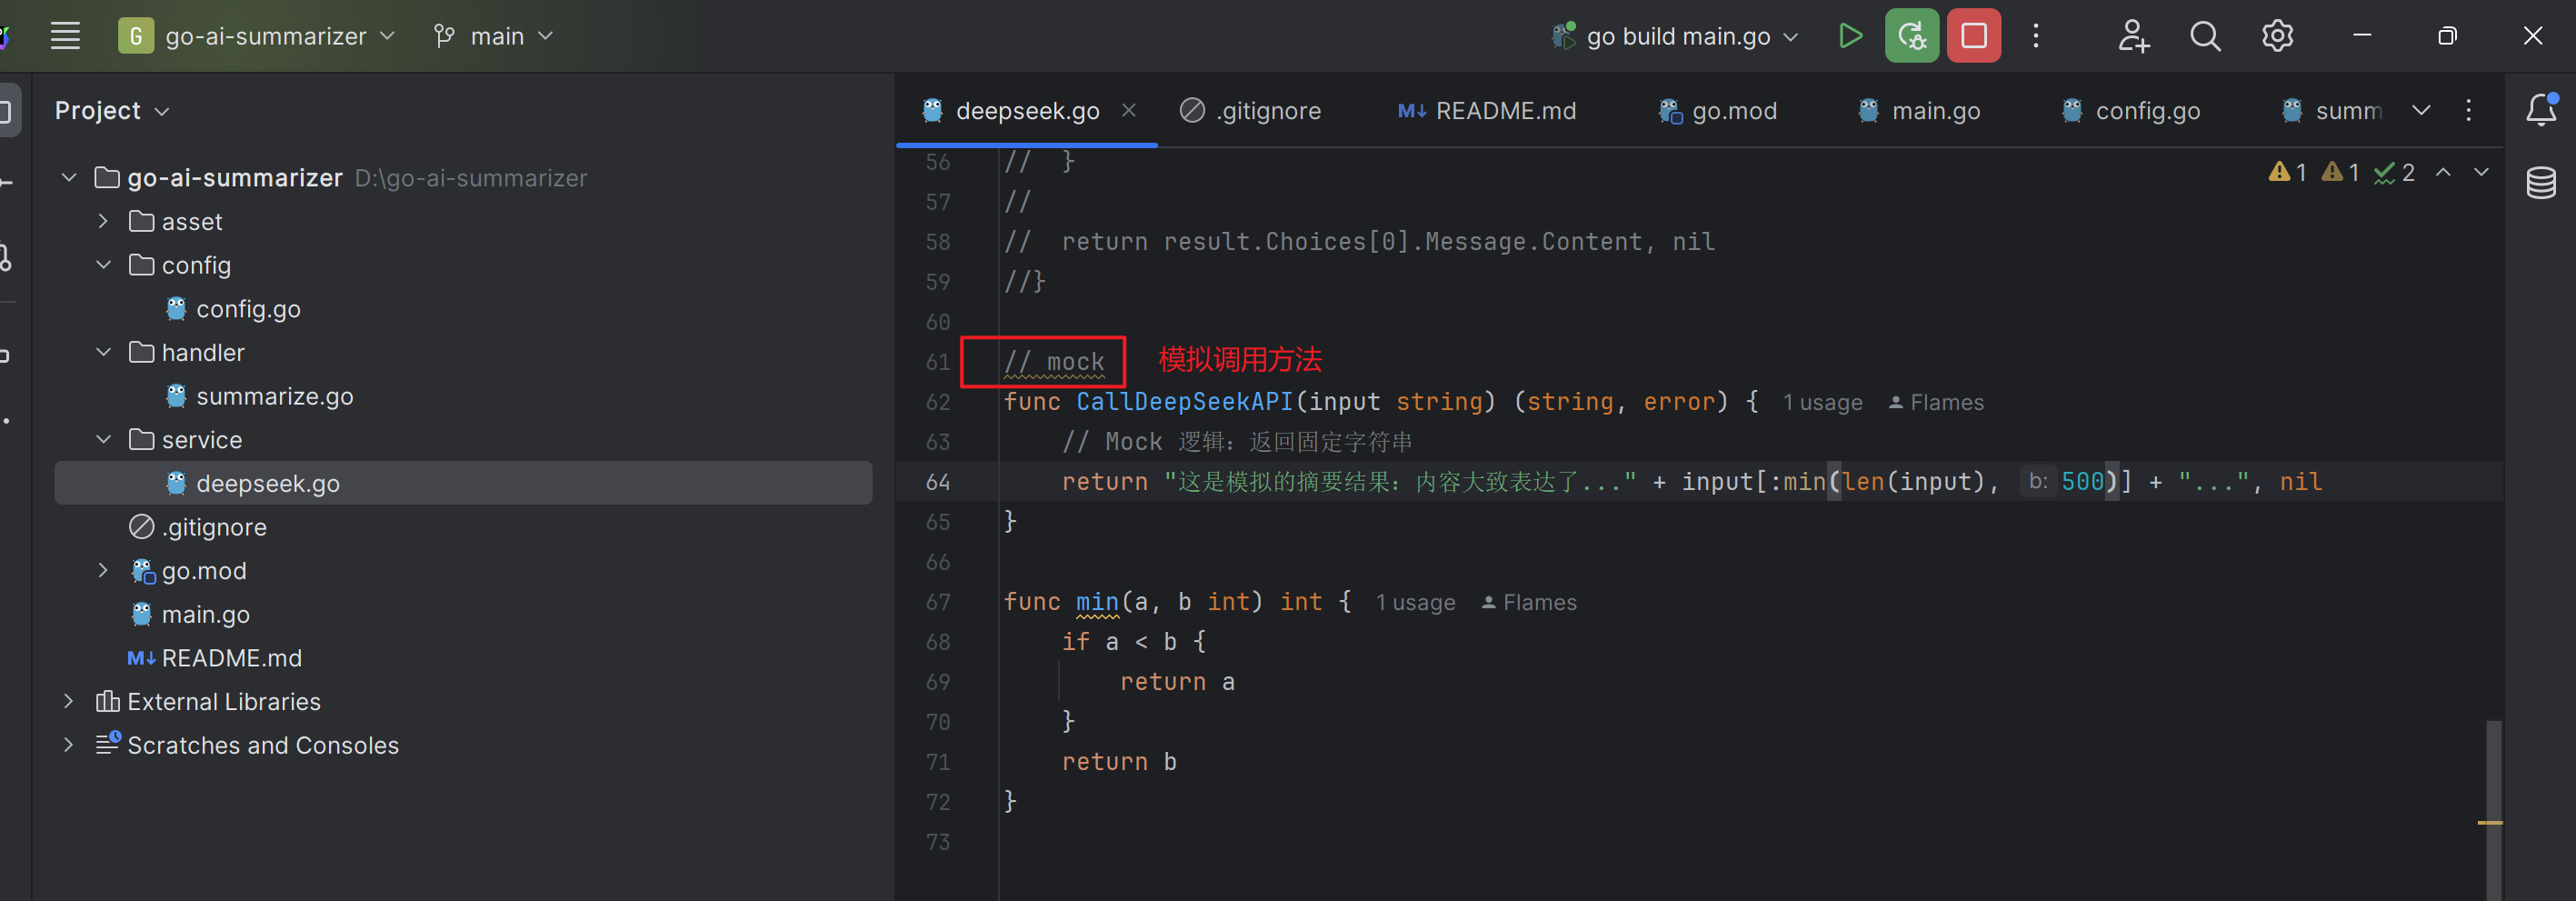 G go-ai-summarizer main go build main.go
Project
go-ai-summarizer D:\go-ai-summarizer
asset
config
config.go
handler
summarize.go
service
deepseek.go
.gitignore
go.mod
main.go
M↓ README.md
External Libraries
Scratches and Consoles
deepseek.go .gitignore M↓ README.md go.mod main.go config.go summ
1 1 2
56 // }
57 //
58 // return result.Choices[0].Message.Content, nil
59 //}
60
61 // mock 模拟调用方法
62 func CallDeepSeekAPI(input string) (string, error) { 1 usage Flames
63 // Mock 逻辑：返回固定字符串
64 return "这是模拟的摘要结果：内容大致表达了..." + input[:min(len(input), b: 500)] + "...", nil
65 }
66
67 func min(a, b int) int { 1 usage Flames
68 if a < b {
69 return a
70 }
71 return b
72 }
73